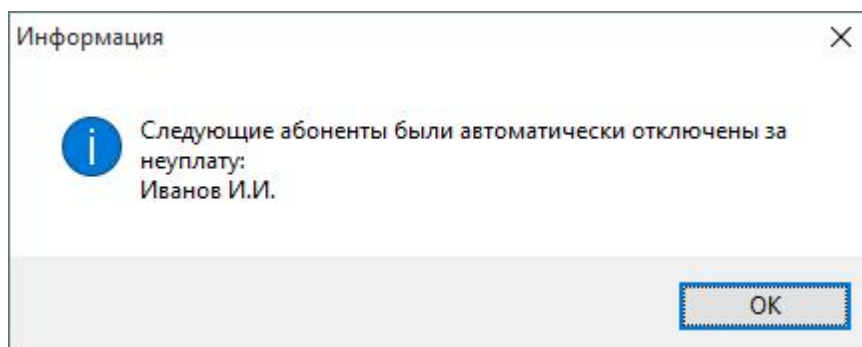 Информация
Следующие абоненты были автоматически отключены за
неуплату:
Иванов И.И.
OK